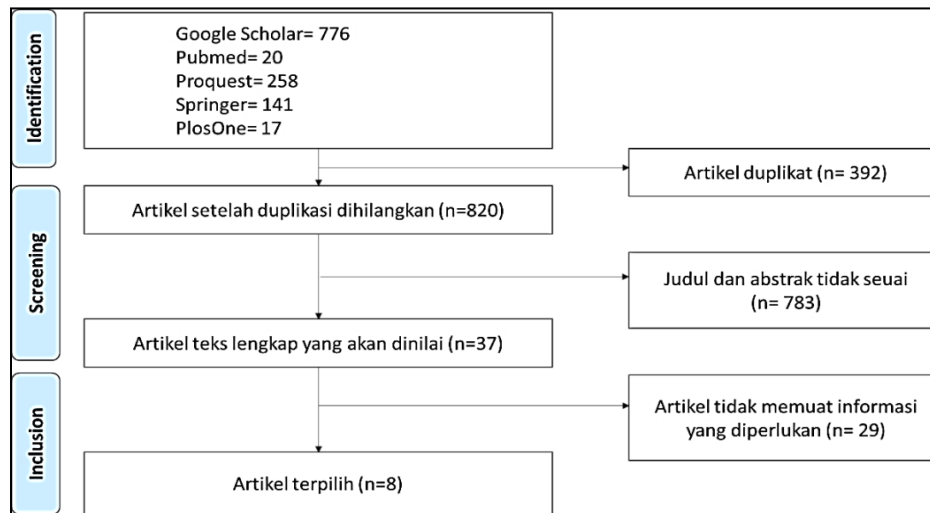 Identification
Google Scholar= 776
Pubmed= 20
Proquest= 258
Springer= 141
PlosOne= 17
Artikel duplikat (n= 392)
Screening
Artikel setelah duplikasi dihilangkan (n=820)
Judul dan abstrak tidak seuai
(n= 783)
Artikel teks lengkap yang akan dinilai (n=37)
Inclusion
Artikel tidak memuat informasi
yang diperlukan (n= 29)
Artikel terpilih (n=8)